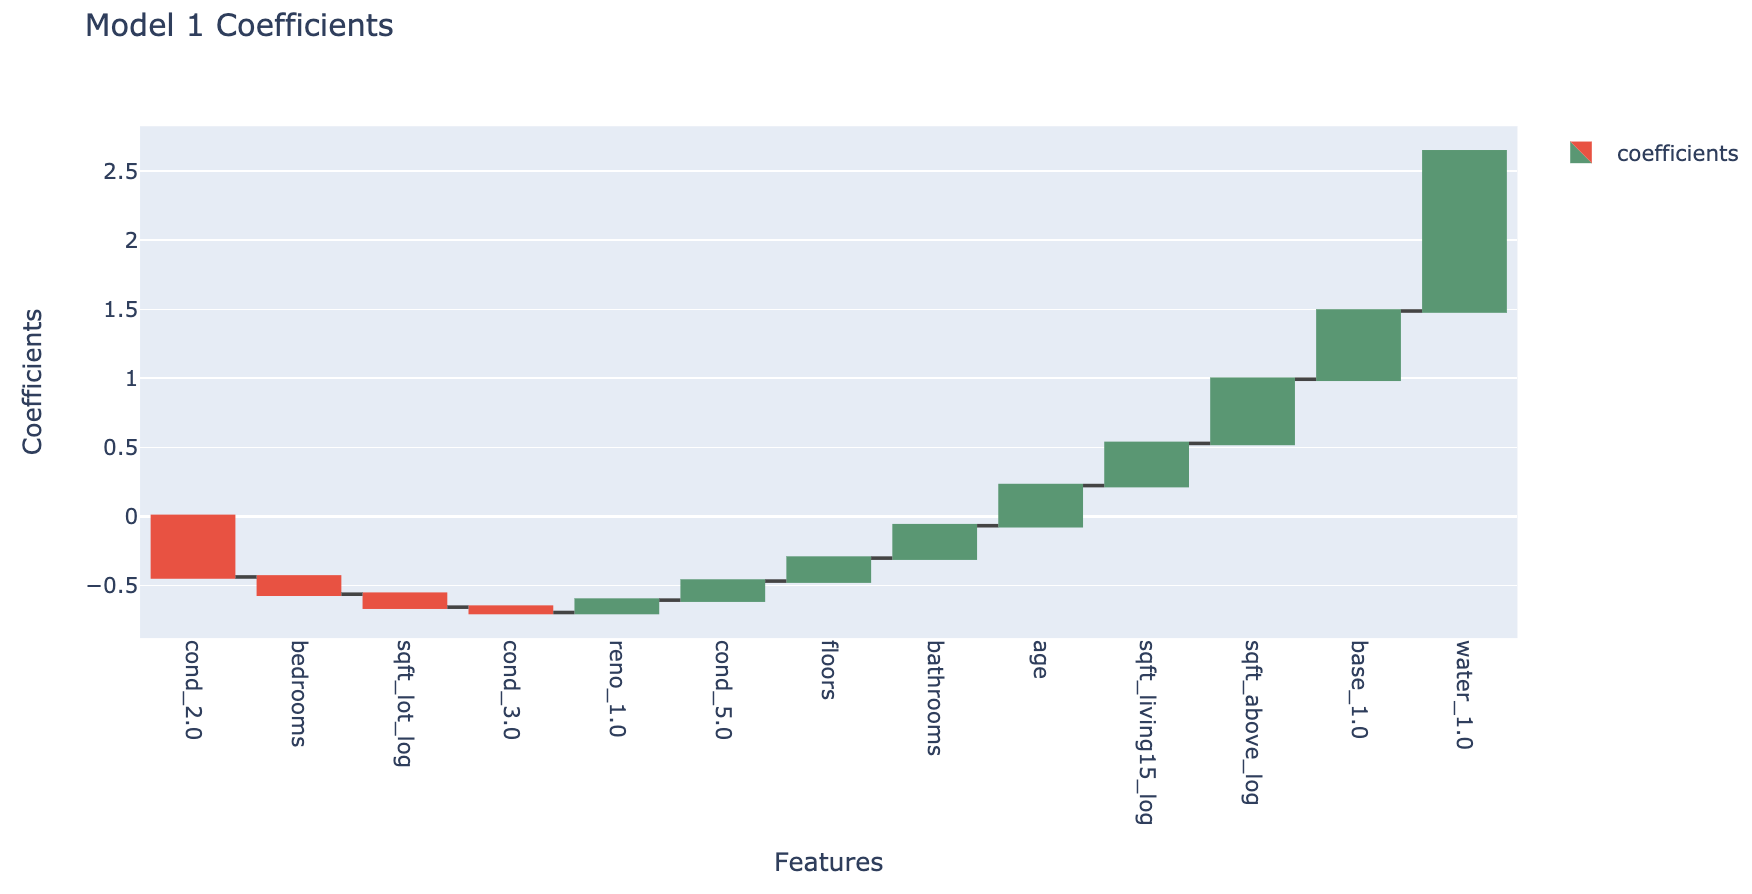 Model 1 Coefficients
coefficients
2.5
2
1.5
1
0.5
0
−0.5
Coefficients
cond_2.0
bedrooms
sqft_lot_log
cond_3.0
reno_1.0
cond_5.0
floors
bathrooms
age
sqft_living15_log
sqft_above_log
base_1.0
water_1.0
Features